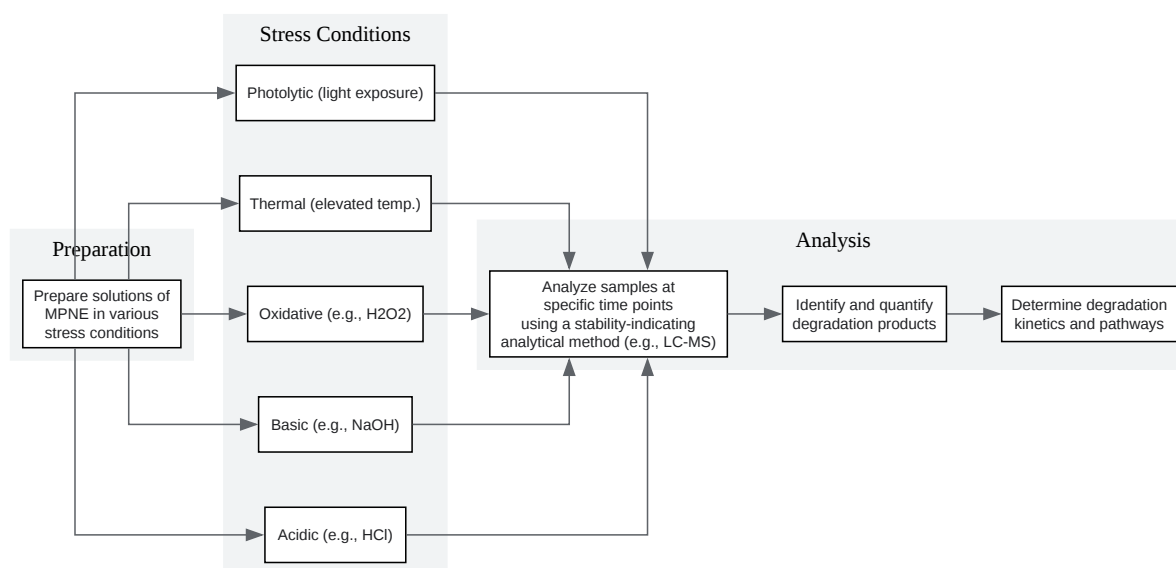 Stress Conditions
Photolytic (light exposure)
Thermal (elevated temp.)
Preparation
Prepare solutions of
MPNE in various
stress conditions
Oxidative (e.g., H2O2)
Basic (e.g., NaOH)
Acidic (e.g., HCl)
Analysis
Analyze samples at
specific time points
using a stability-indicating
analytical method (e.g., LC-MS)
Identify and quantify
degradation products
Determine degradation
kinetics and pathways